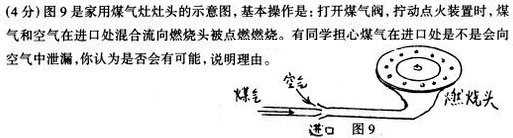 (4分)图9是家用煤气灶灶头的示意图,基本操作是:打开煤气阀,拧动点火装置时,煤
气和空气在进口处混合流向燃烧头被点燃燃烧。有同学担心煤气在进口处是不是会向
空气中泄漏,你认为是否会有可能,说明理由。
空气
煤气
燃烧头
进口 图9